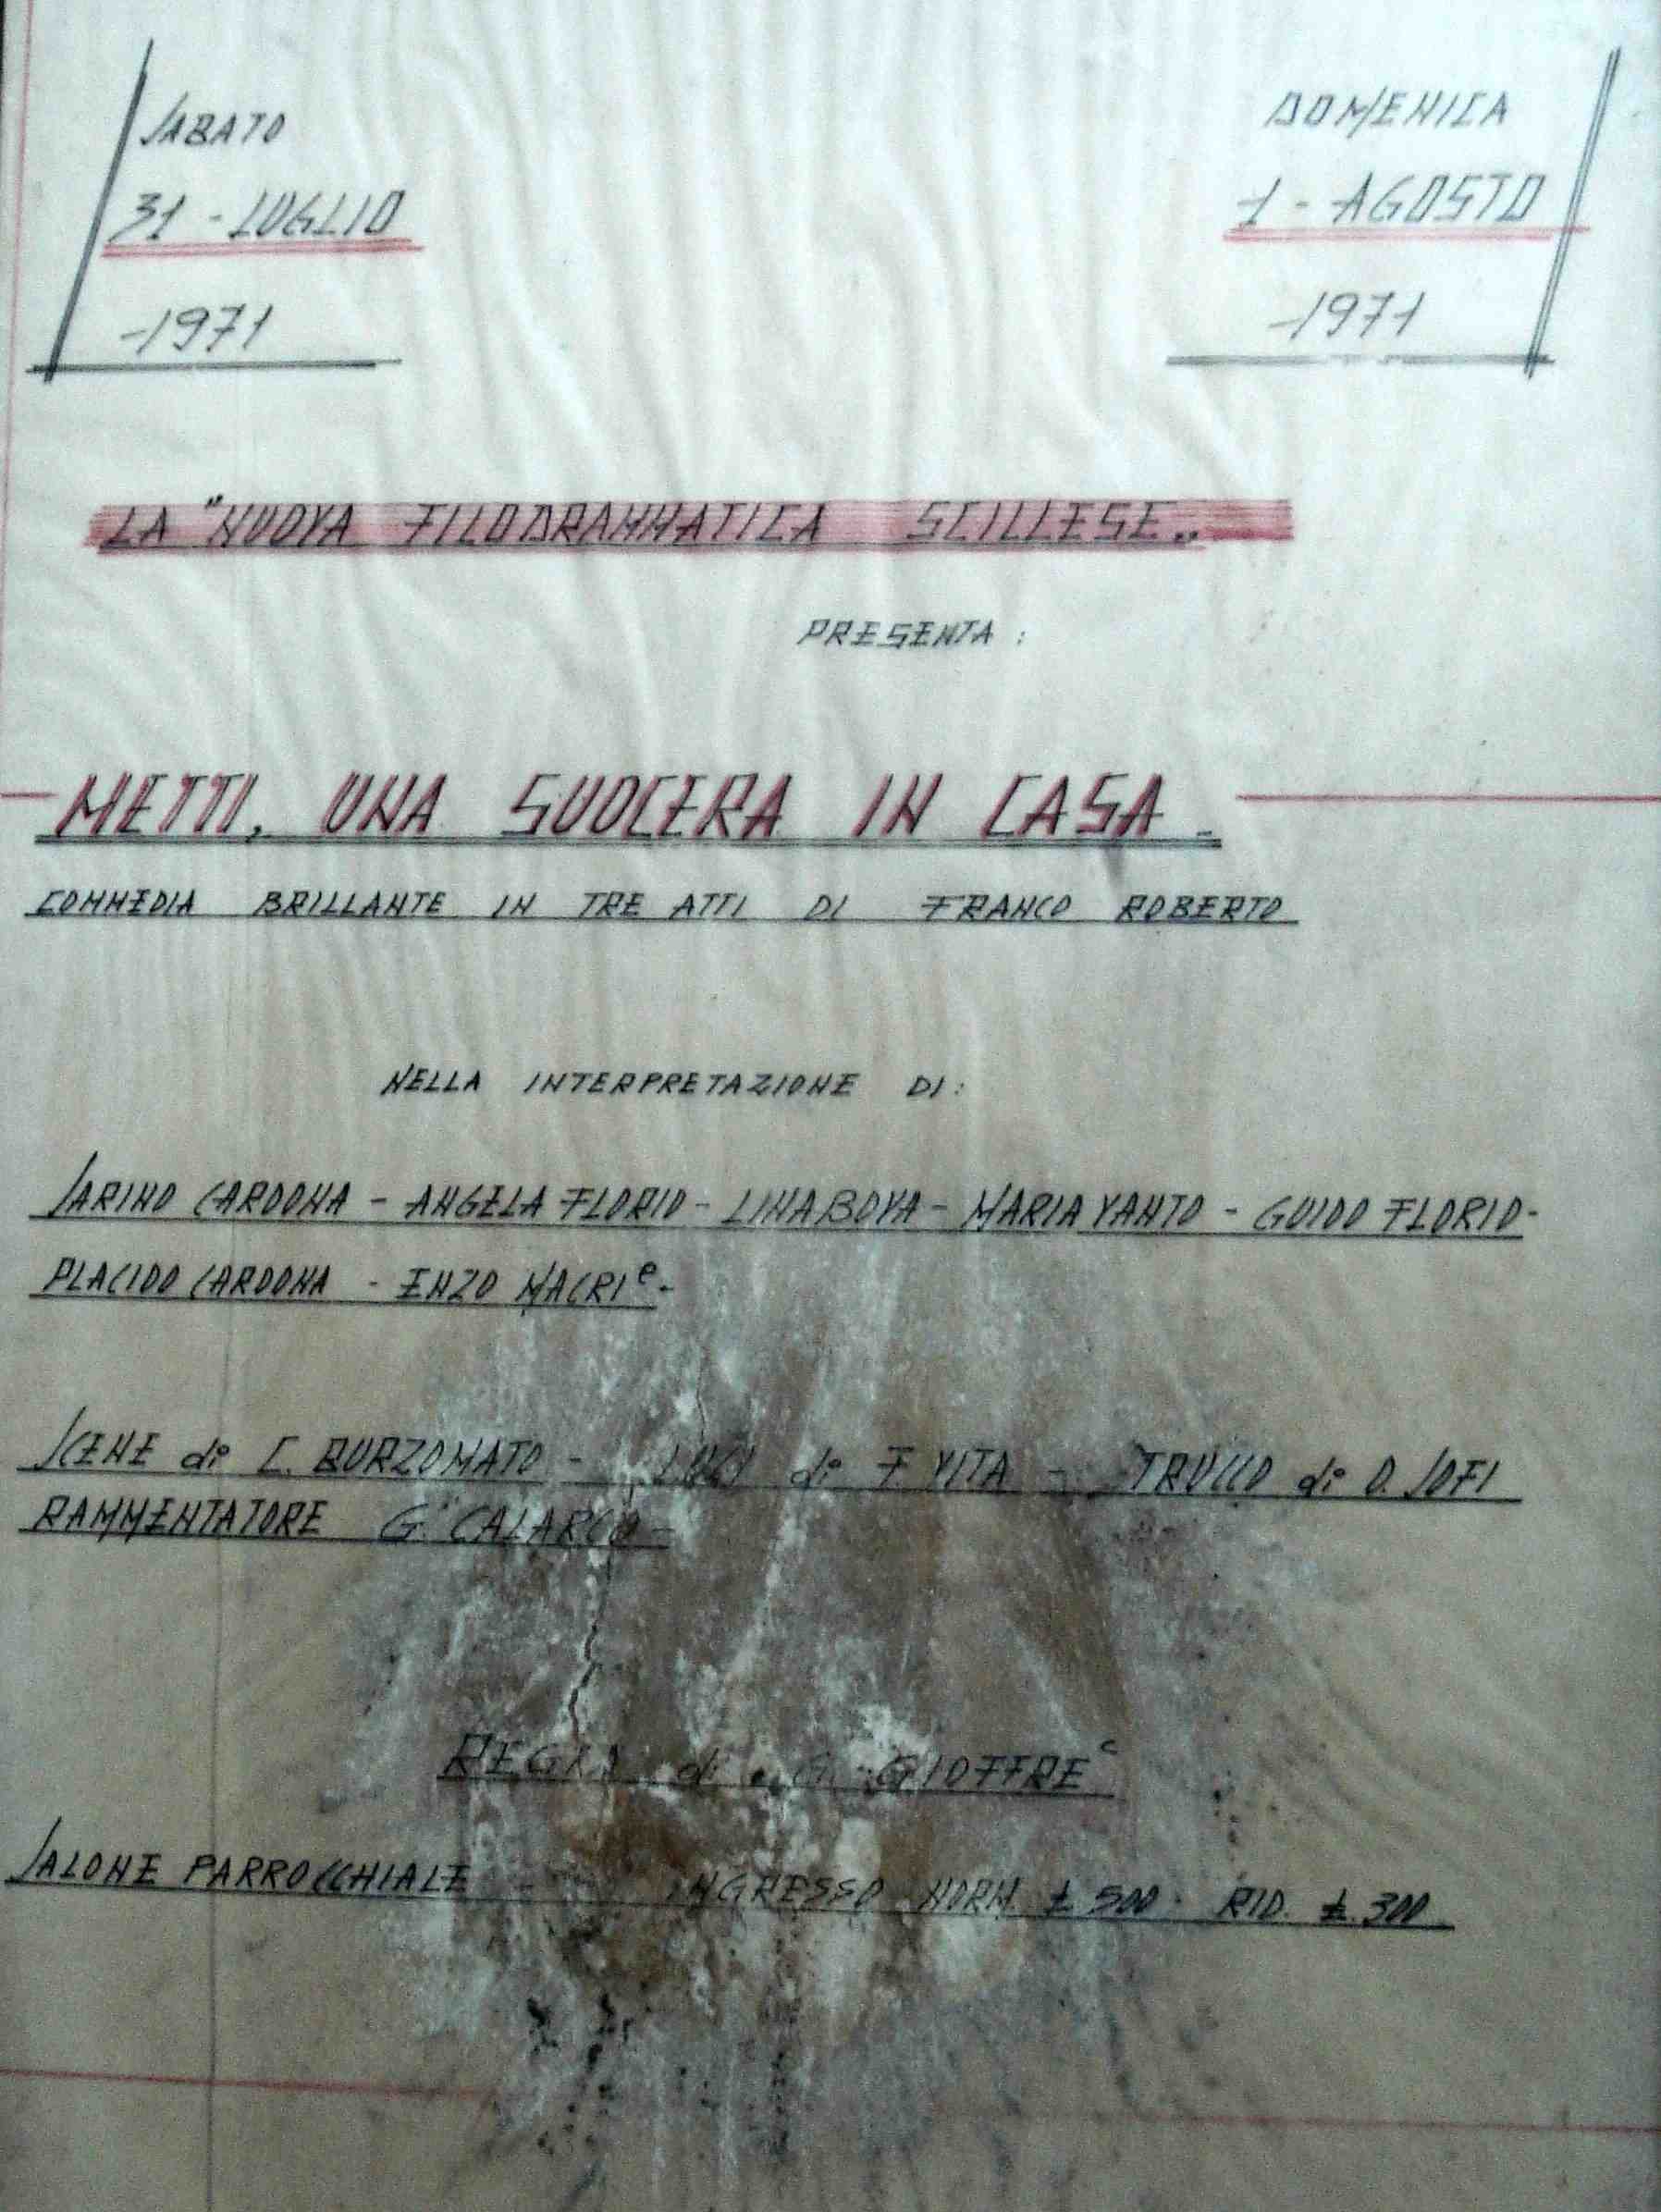 SABATO
31 - LUGLIO
1971
DOMENICA
1 - AGOSTO
1971
LA "NUOVA FILODRAMMATICA SCILLESE„
PRESENTA :
METTI, UNA SUOCERA IN CASA -
COMMEDIA BRILLANTE IN TRE ATTI DI FRANCO ROBERTO
NELLA INTERPRETAZIONE DI:
SARINO CARDONA - ANGELA FLORIO - LINA BOVA - MARIA VANTO - GUIDO FLORIO -
PLACIDO CARDONA - ENZO MACRI -
SCENE di C. BURZOMATO - LUCI di F. VITA - TRUCCO di D. SOFI
RAMMENTATORE G. CALARCO -
REGIA di G. GIOFFRE'
SALONE PARROCCHIALE - INGRESSO NORM. £ 500 - RID. £. 300